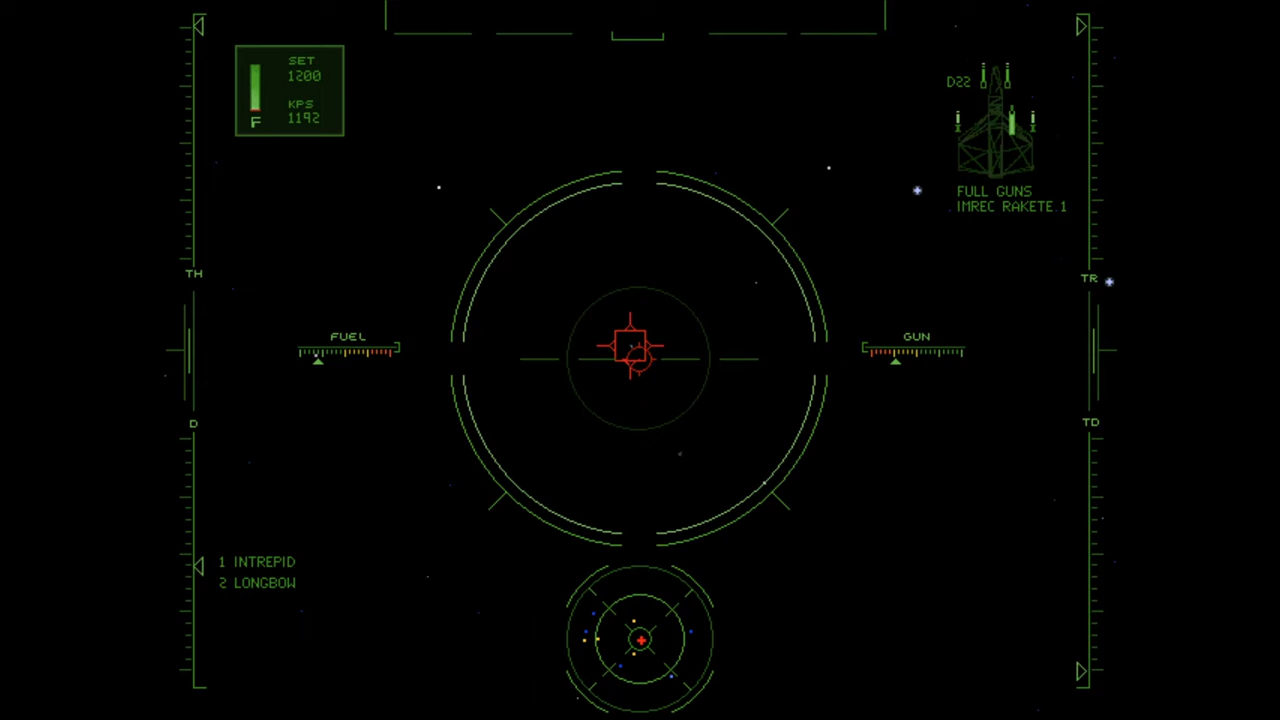 SET
1200
KPS
1192
F
D22
FULL GUNS
IMREC RAKETE.1
TH
TR
FUEL
GUN
D
TD
1 INTREPID
2 LONGBOW